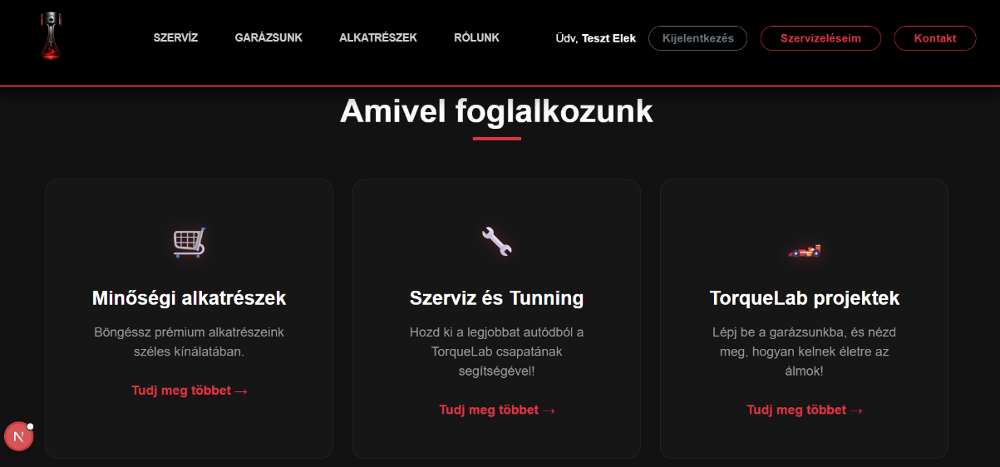 SZERVÍZ GARÁZSUNK ALKATRÉSZEK RÓLUNK Üdv, Teszt Elek Kijelentkezés Szervizeléseim Kontakt
Amivel foglalkozunk
Minőségi alkatrészek
Böngéssz prémium alkatrészeink
széles kínálatában.
Tudj meg többet →
Szerviz és Tunning
Hozd ki a legjobbat autódból a
TorqueLab csapatának
segítségével!
Tudj meg többet →
TorqueLab projektek
Lépj be a garázsunkba, és nézd
meg, hogyan kelnek életre az
álmok!
Tudj meg többet →
N